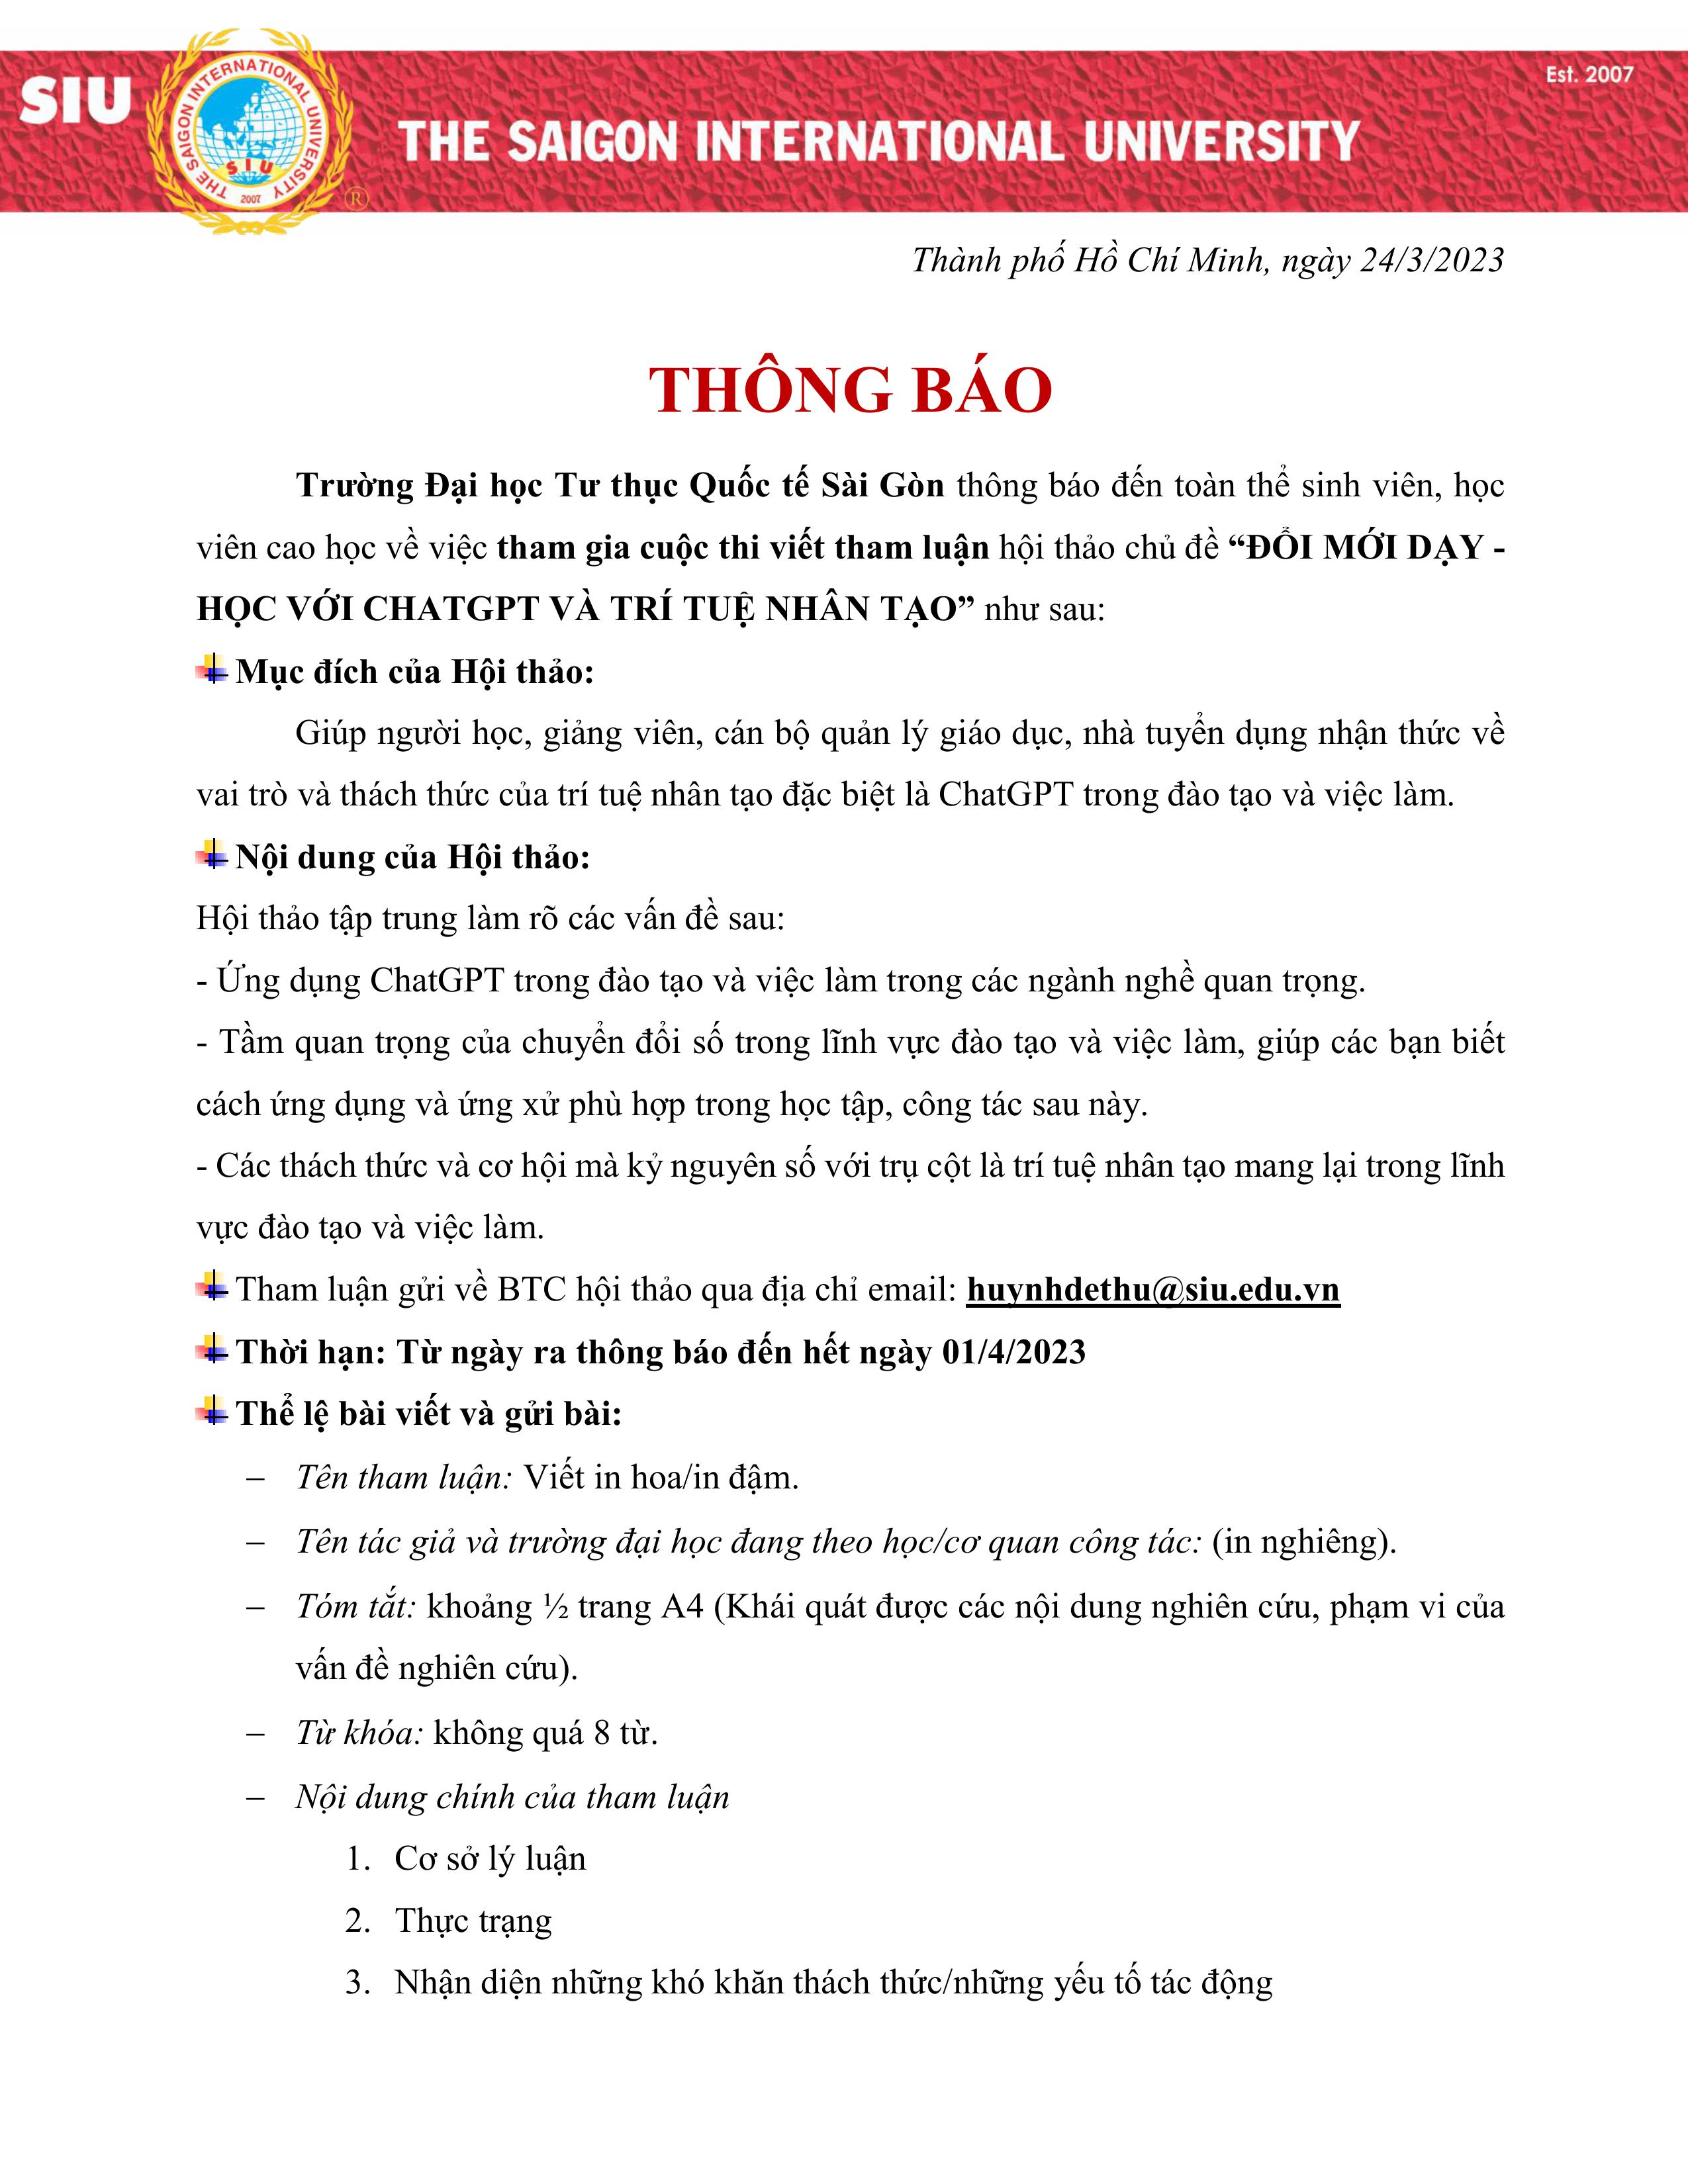 SIU
THE SAIGON INTERNATIONAL UNIVERSITY
SIU
2007
®
Est. 2007
THE SAIGON INTERNATIONAL UNIVERSITY
Thành phố Hồ Chí Minh, ngày 24/3/2023
THÔNG BÁO
Trường Đại học Tư thục Quốc tế Sài Gòn thông báo đến toàn thể sinh viên, học
viên cao học về việc tham gia cuộc thi viết tham luận hội thảo chủ đề “ĐỔI MỚI DẠY -
HỌC VỚI CHATGPT VÀ TRÍ TUỆ NHÂN TẠO” như sau:
Mục đích của Hội thảo:
Giúp người học, giảng viên, cán bộ quản lý giáo dục, nhà tuyển dụng nhận thức về
vai trò và thách thức của trí tuệ nhân tạo đặc biệt là ChatGPT trong đào tạo và việc làm.
Nội dung của Hội thảo:
Hội thảo tập trung làm rõ các vấn đề sau:
- Ứng dụng ChatGPT trong đào tạo và việc làm trong các ngành nghề quan trọng.
- Tầm quan trọng của chuyển đổi số trong lĩnh vực đào tạo và việc làm, giúp các bạn biết
cách ứng dụng và ứng xử phù hợp trong học tập, công tác sau này.
- Các thách thức và cơ hội mà kỷ nguyên số với trụ cột là trí tuệ nhân tạo mang lại trong lĩnh
vực đào tạo và việc làm.
Tham luận gửi về BTC hội thảo qua địa chỉ email: huynhdethu@siu.edu.vn
Thời hạn: Từ ngày ra thông báo đến hết ngày 01/4/2023
Thể lệ bài viết và gửi bài:
– Tên tham luận: Viết in hoa/in đậm.
– Tên tác giả và trường đại học đang theo học/cơ quan công tác: (in nghiêng).
– Tóm tắt: khoảng ½ trang A4 (Khái quát được các nội dung nghiên cứu, phạm vi của
vấn đề nghiên cứu).
– Từ khóa: không quá 8 từ.
– Nội dung chính của tham luận
1. Cơ sở lý luận
2. Thực trạng
3. Nhận diện những khó khăn thách thức/những yếu tố tác động